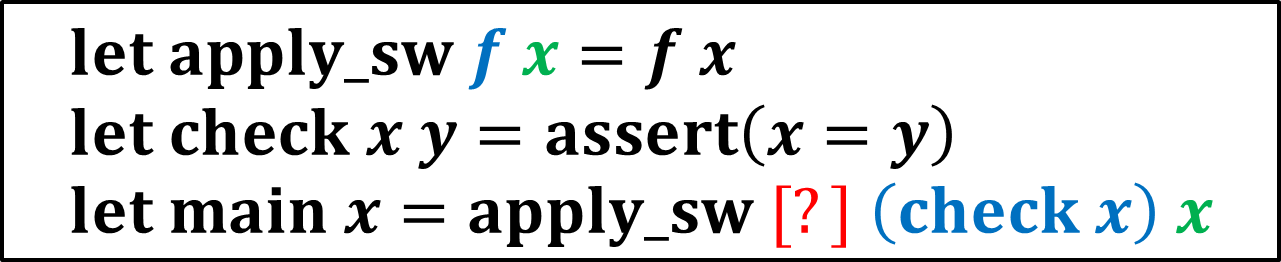 let apply_sw f x = f x
let check x y = assert(x = y)
let main x = apply_sw [?] (check x) x